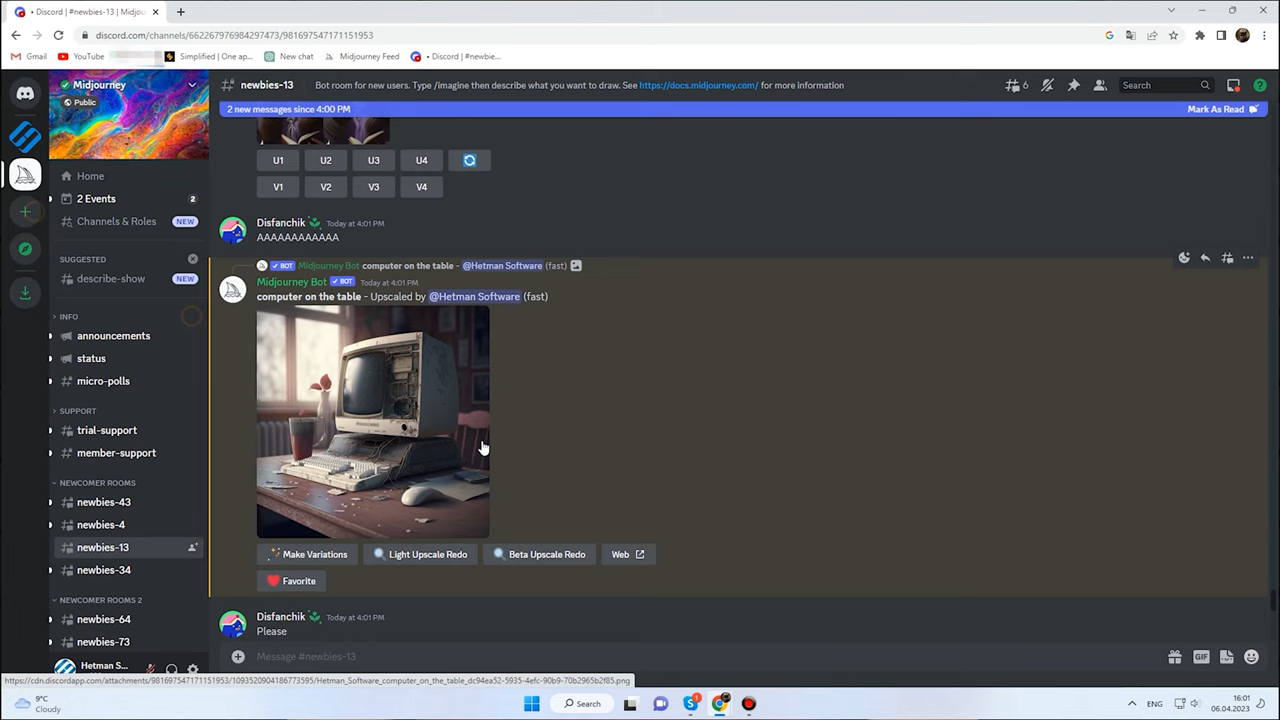 • Discord | #newbies-13 | Midjou
discord.com/channels/662267976984297473/981697547171151953
Gmail
YouTube
Simplified | One ap...
New chat
Midjourney Feed
• Discord | #newbie...
Midjourney
Public
newbies-13
Bot room for new users. Type /imagine then describe what you want to draw. See https://docs.midjourney.com/ for more information
6
Search
2 new messages since 4:00 PM
Mark As Read
Home
2 Events
2
Channels & Roles
NEW
SUGGESTED
describe-show
NEW
INFO
announcements
status
micro-polls
SUPPORT
trial-support
member-support
NEWCOMER ROOMS
newbies-43
newbies-4
newbies-13
newbies-34
NEWCOMER ROOMS 2
newbies-64
newbies-73
Hetman S...
U1 U2 U3 U4
V1 V2 V3 V4
Disfanchik Today at 4:01 PM
AAAAAAAAAAAA
BOT Midjourney Bot computer on the table - @Hetman Software (fast)
Midjourney Bot BOT Today at 4:01 PM
computer on the table - Upscaled by @Hetman Software (fast)
Make Variations Light Upscale Redo Beta Upscale Redo Web
Favorite
Disfanchik Today at 4:01 PM
Please
Message #newbies-13
GIF
https://cdn.discordapp.com/attachments/981697547171151953/1093520904186773595/Hetman_Software_computer_on_the_table_dc94ea52-5935-4efc-90b9-70b2965b2f85.png
9°C
Cloudy
Search
ENG
16:01
06.04.2023